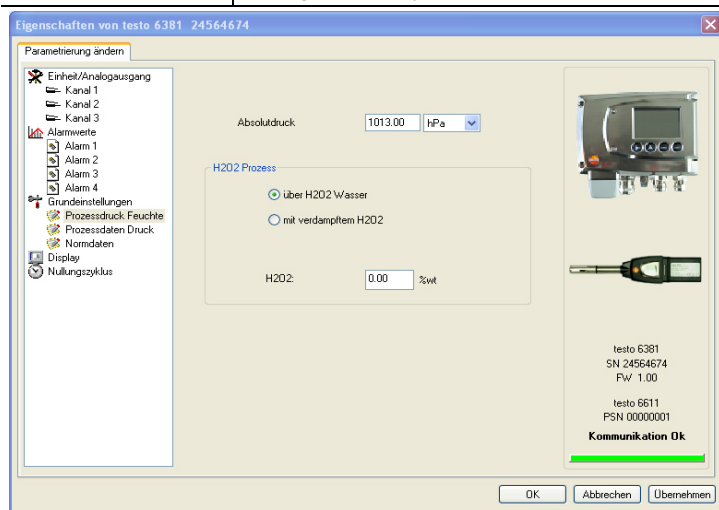 Eigenschaften von testo 6381 24564674
Parametrierung ändern
Einheit/Analogausgang
Kanal 1
Kanal 2
Kanal 3
Alarmwerte
Alarm 1
Alarm 2
Alarm 3
Alarm 4
Grundeinstellungen
Prozessdruck Feuchte
Prozessdaten Druck
Normdaten
Display
Nullungszyklus
Absolutdruck 1013.00 hPa
H2O2 Prozess
über H2O2 Wasser
mit verdampftem H2O2
H2O2: 0.00 %wt
testo 6381
SN 24564674
FW 1.00
testo 6611
PSN 00000001
Kommunikation Ok
OK Abbrechen Übernehmen